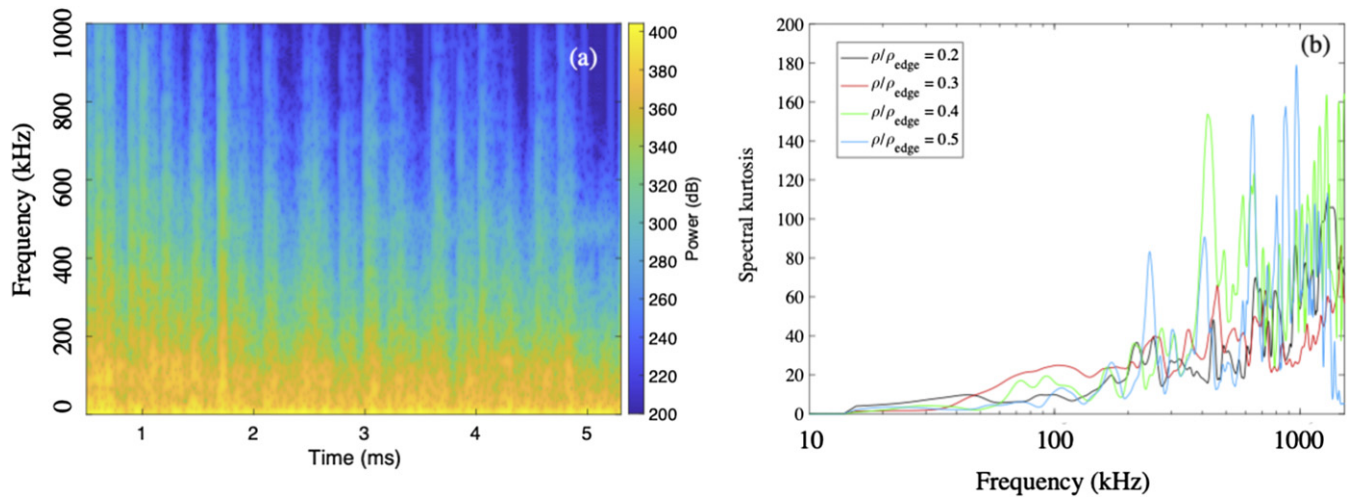 (a)
1000
800
600
400
200
0
Frequency (kHz)
1 2 3 4 5
Time (ms)
400
380
360
340
320
300
280
260
240
220
200
Power (dB)
(b)
ρ/ρedge = 0.2
ρ/ρedge = 0.3
ρ/ρedge = 0.4
ρ/ρedge = 0.5
200
180
160
140
120
100
80
60
40
20
0
Spectral kurtosis
10 100 1000
Frequency (kHz)